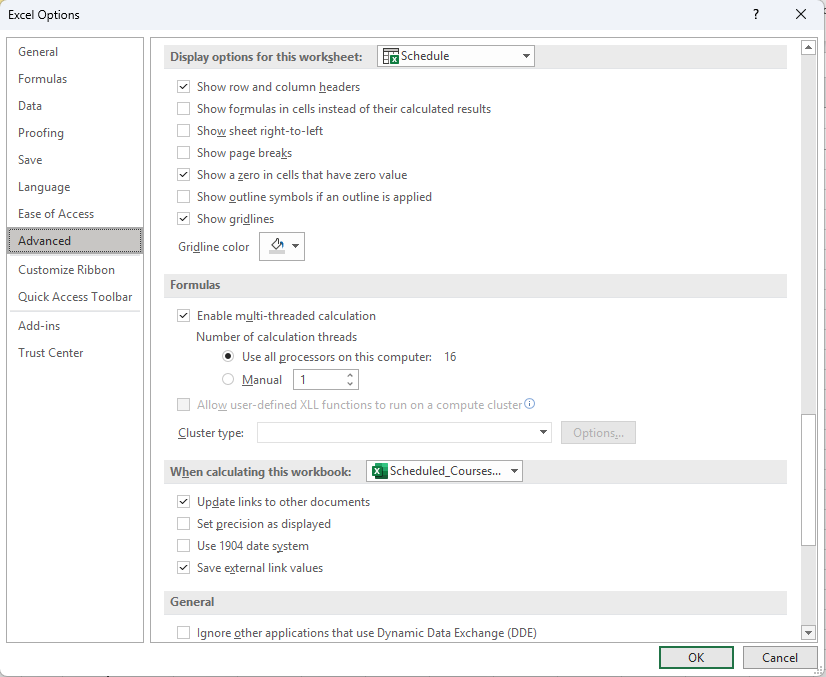 Excel Options
?
General
Formulas
Data
Proofing
Save
Language
Ease of Access
Advanced
Customize Ribbon
Quick Access Toolbar
Add-ins
Trust Center
Display options for this worksheet: Schedule
Show row and column headers
Show formulas in cells instead of their calculated results
Show sheet right-to-left
Show page breaks
Show a zero in cells that have zero value
Show outline symbols if an outline is applied
Show gridlines
Gridline color
Formulas
Enable multi-threaded calculation
Number of calculation threads
Use all processors on this computer: 16
Manual 1
Allow user-defined XLL functions to run on a compute cluster
Cluster type: Options...
When calculating this workbook: Scheduled_Courses...
Update links to other documents
Set precision as displayed
Use 1904 date system
Save external link values
General
Ignore other applications that use Dynamic Data Exchange (DDE)
OK Cancel